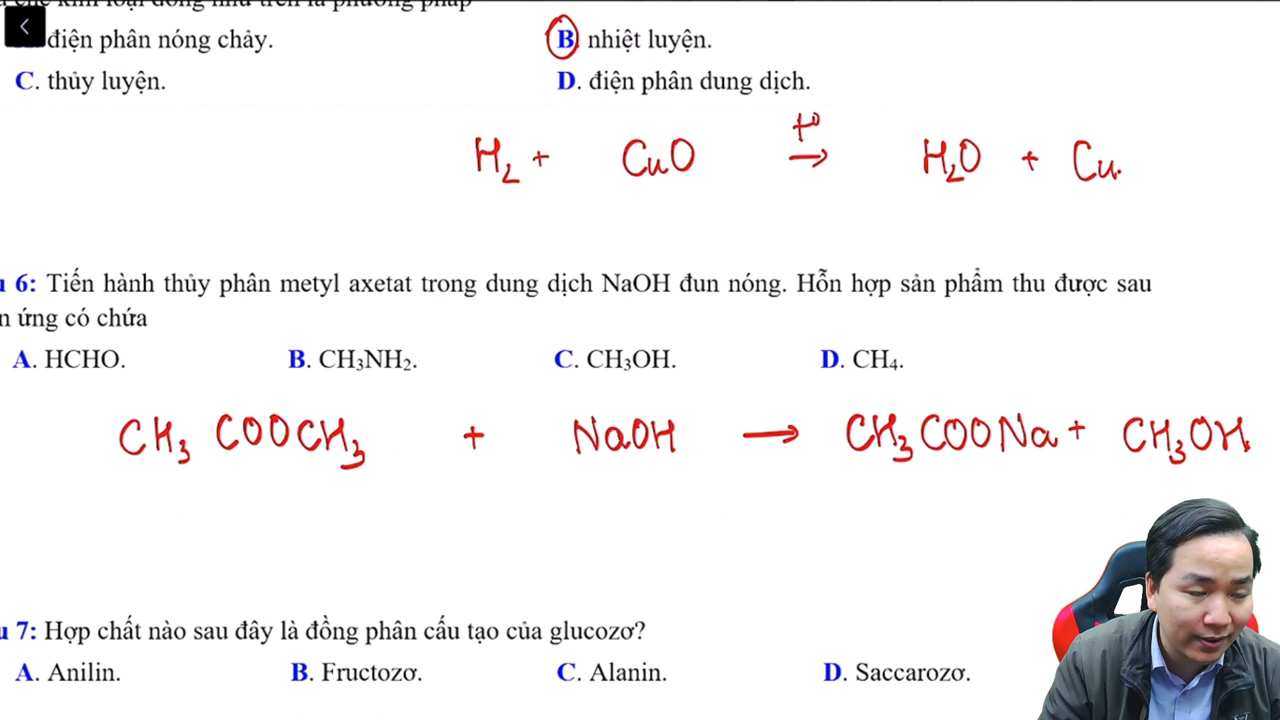 điện phân nóng chảy.
B. nhiệt luyện.
C. thủy luyện.
D. điện phân dung dịch.
H₂ + CuO →t° H₂O + Cu.
6: Tiến hành thủy phân metyl axetat trong dung dịch NaOH đun nóng. Hỗn hợp sản phẩm thu được sau
ứng có chứa
A. HCHO. B. CH₃NH₂. C. CH₃OH. D. CH₄.
CH₃COOCH₃ + NaOH → CH₃COONa + CH₃OH.
7: Hợp chất nào sau đây là đồng phân cấu tạo của glucozơ?
A. Anilin. B. Fructozơ. C. Alanin. D. Saccarozơ.